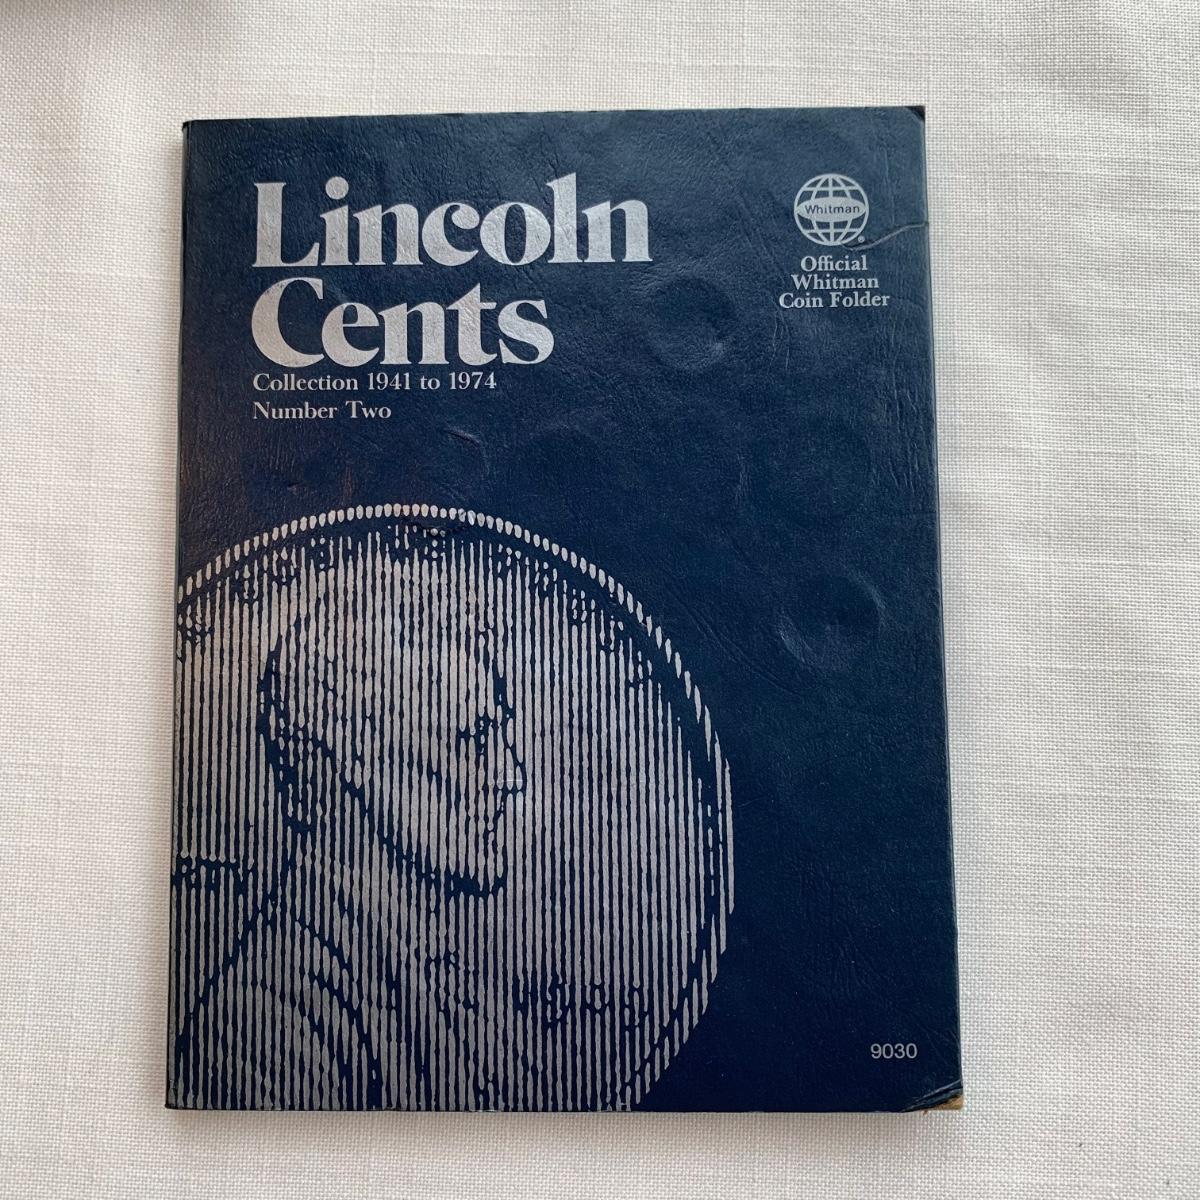 Lincoln
Cents
Collection 1941 to 1974
Number Two
Whitman
®
Official
Whitman
Coin Folder
9030